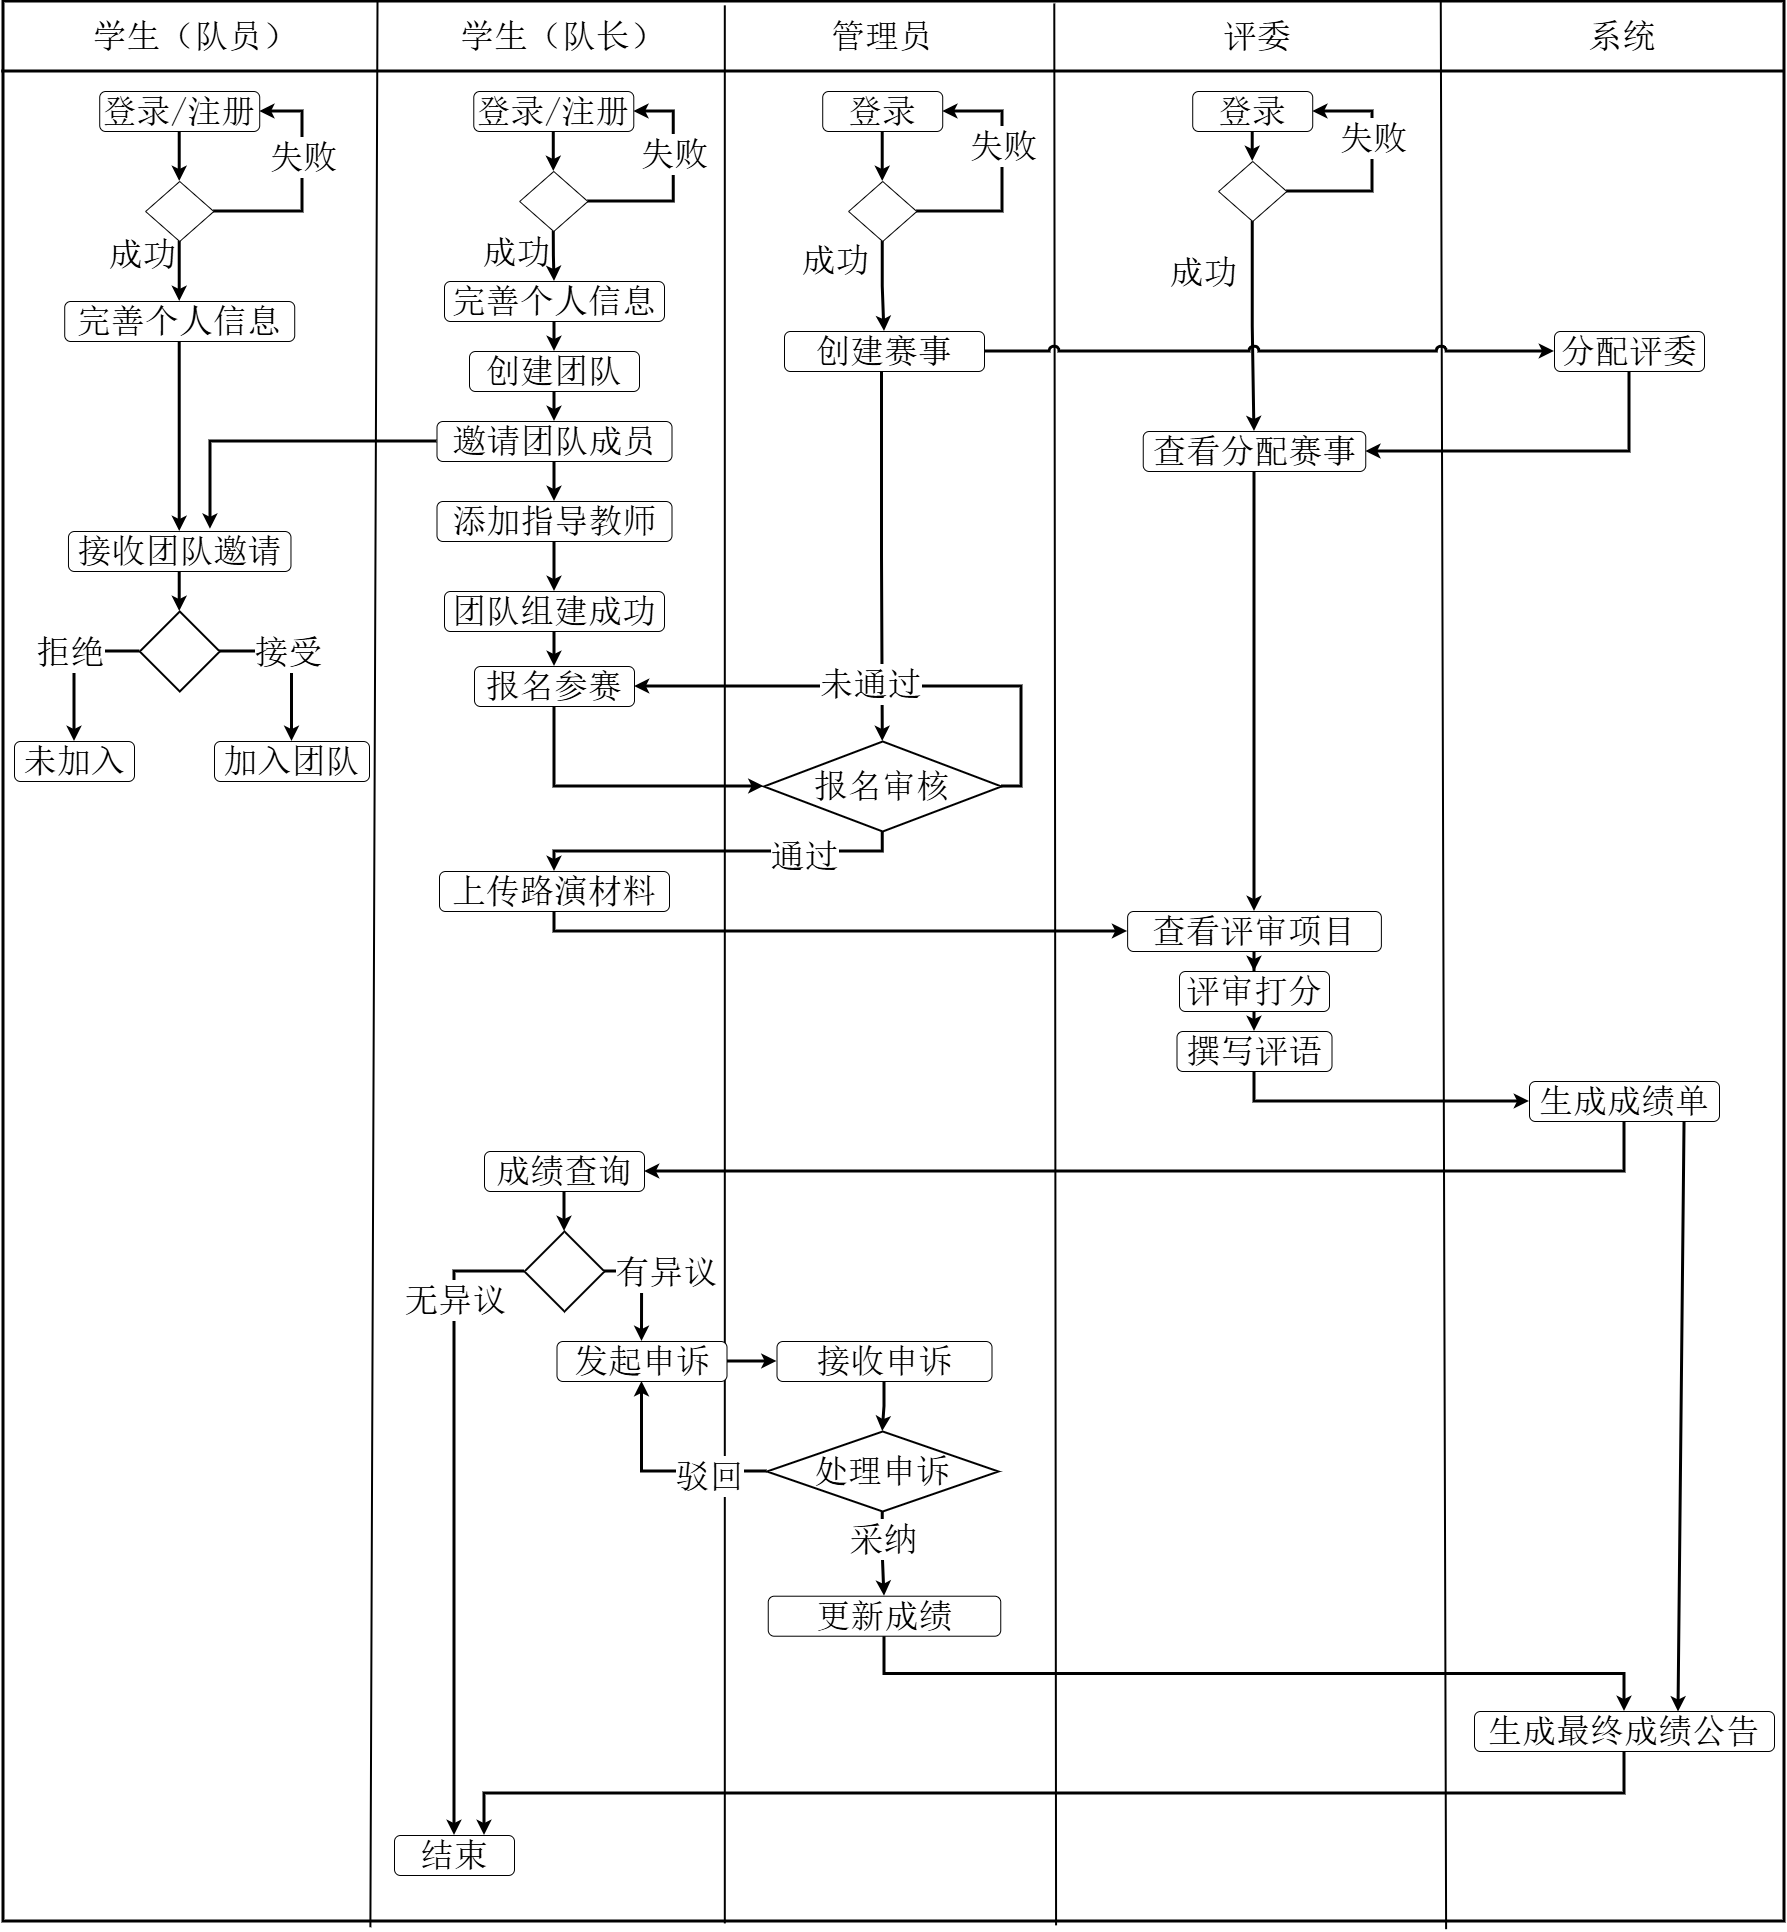 学生（队员）
学生（队长）
管理员
评委
系统
登录/注册
登录/注册
登录
登录
失败
失败
失败
失败
成功
成功
成功
成功
完善个人信息
完善个人信息
创建赛事
分配评委
创建团队
邀请团队成员
查看分配赛事
添加指导教师
接收团队邀请
团队组建成功
拒绝
接受
报名参赛
未通过
未加入
加入团队
报名审核
通过
上传路演材料
查看评审项目
评审打分
撰写评语
生成成绩单
成绩查询
有异议
无异议
发起申诉
接收申诉
驳回
处理申诉
采纳
更新成绩
生成最终成绩公告
结束